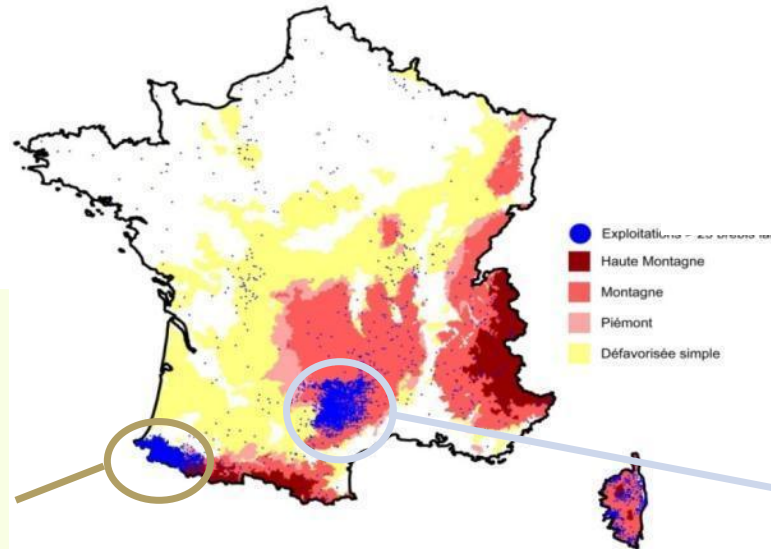 Exploitations > 25 brebis
Haute Montagne
Montagne
Piémont
Défavorisée simple